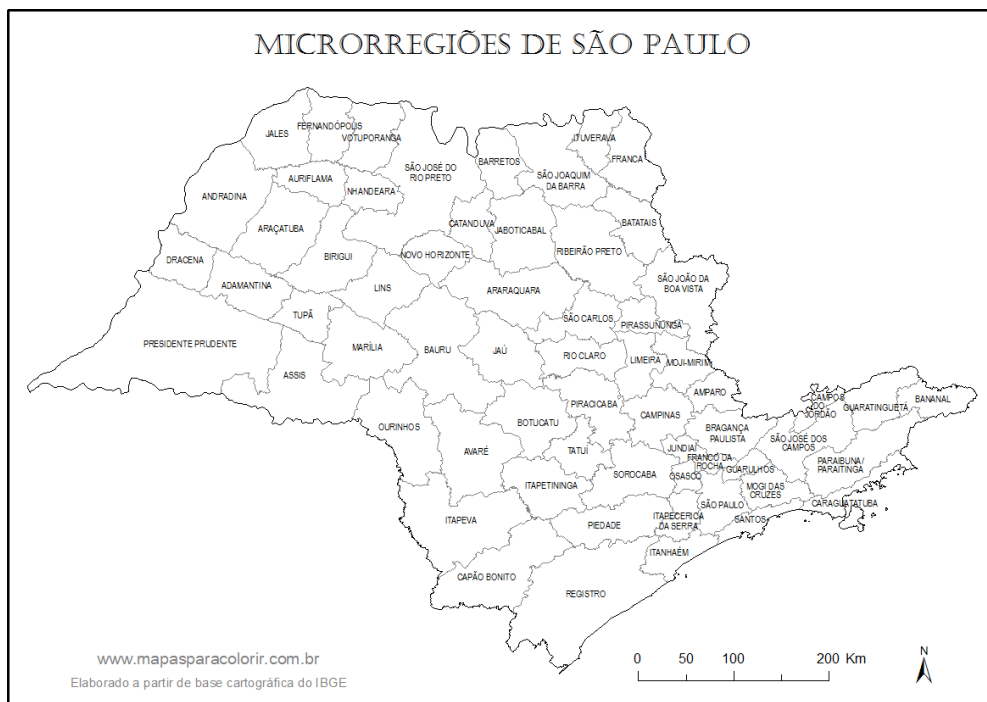 MICRORREGIÕES DE SÃO PAULO
JALES
FERNANDÓPOLIS
VOTUPORANGA
ITUVERAVA
FRANCA
BARRETOS
SÃO JOSÉ DO
RIO PRETO
SÃO JOAQUIM
DA BARRA
AURIFLAMA
NHANDEARA
ANDRADINA
CATANDUVA
JABOTICABAL
BATATAIS
ARAÇATUBA
BIRIGUI
NOVO HORIZONTE
RIBEIRÃO PRETO
DRACENA
ADAMANTINA
LINS
ARARAQUARA
SÃO JOÃO DA
BOA VISTA
TUPÃ
SÃO CARLOS
PIRASSUNUNGA
PRESIDENTE PRUDENTE
MARÍLIA
BAURU
JAÚ
RIO CLARO
LIMEIRA
MOJI-MIRIM
ASSIS
AMPARO
PIRACICABA
CAMPINAS
CAMPOS
DO
JORDÃO
GUARATINGUETÁ
BANANAL
OURINHOS
BOTUCATU
BRAGANÇA
PAULISTA
AVARÉ
TATUÍ
JUNDIAÍ
SÃO JOSÉ DOS
CAMPOS
FRANCO DA
ROCHA
GUARULHOS
PARAIBUNA/
PARAITINGA
SOROCABA
OSASCO
ITAPETININGA
MOGI DAS
CRUZES
SÃO PAULO
CARAGUATATUBA
ITAPEVA
PIEDADE
ITAPECERICA
DA SERRA
SANTOS
ITANHAÉM
CAPÃO BONITO
REGISTRO
www.mapasparacolorir.com.br
Elaborado a partir de base cartográfica do IBGE
0 50 100 200 Km
N